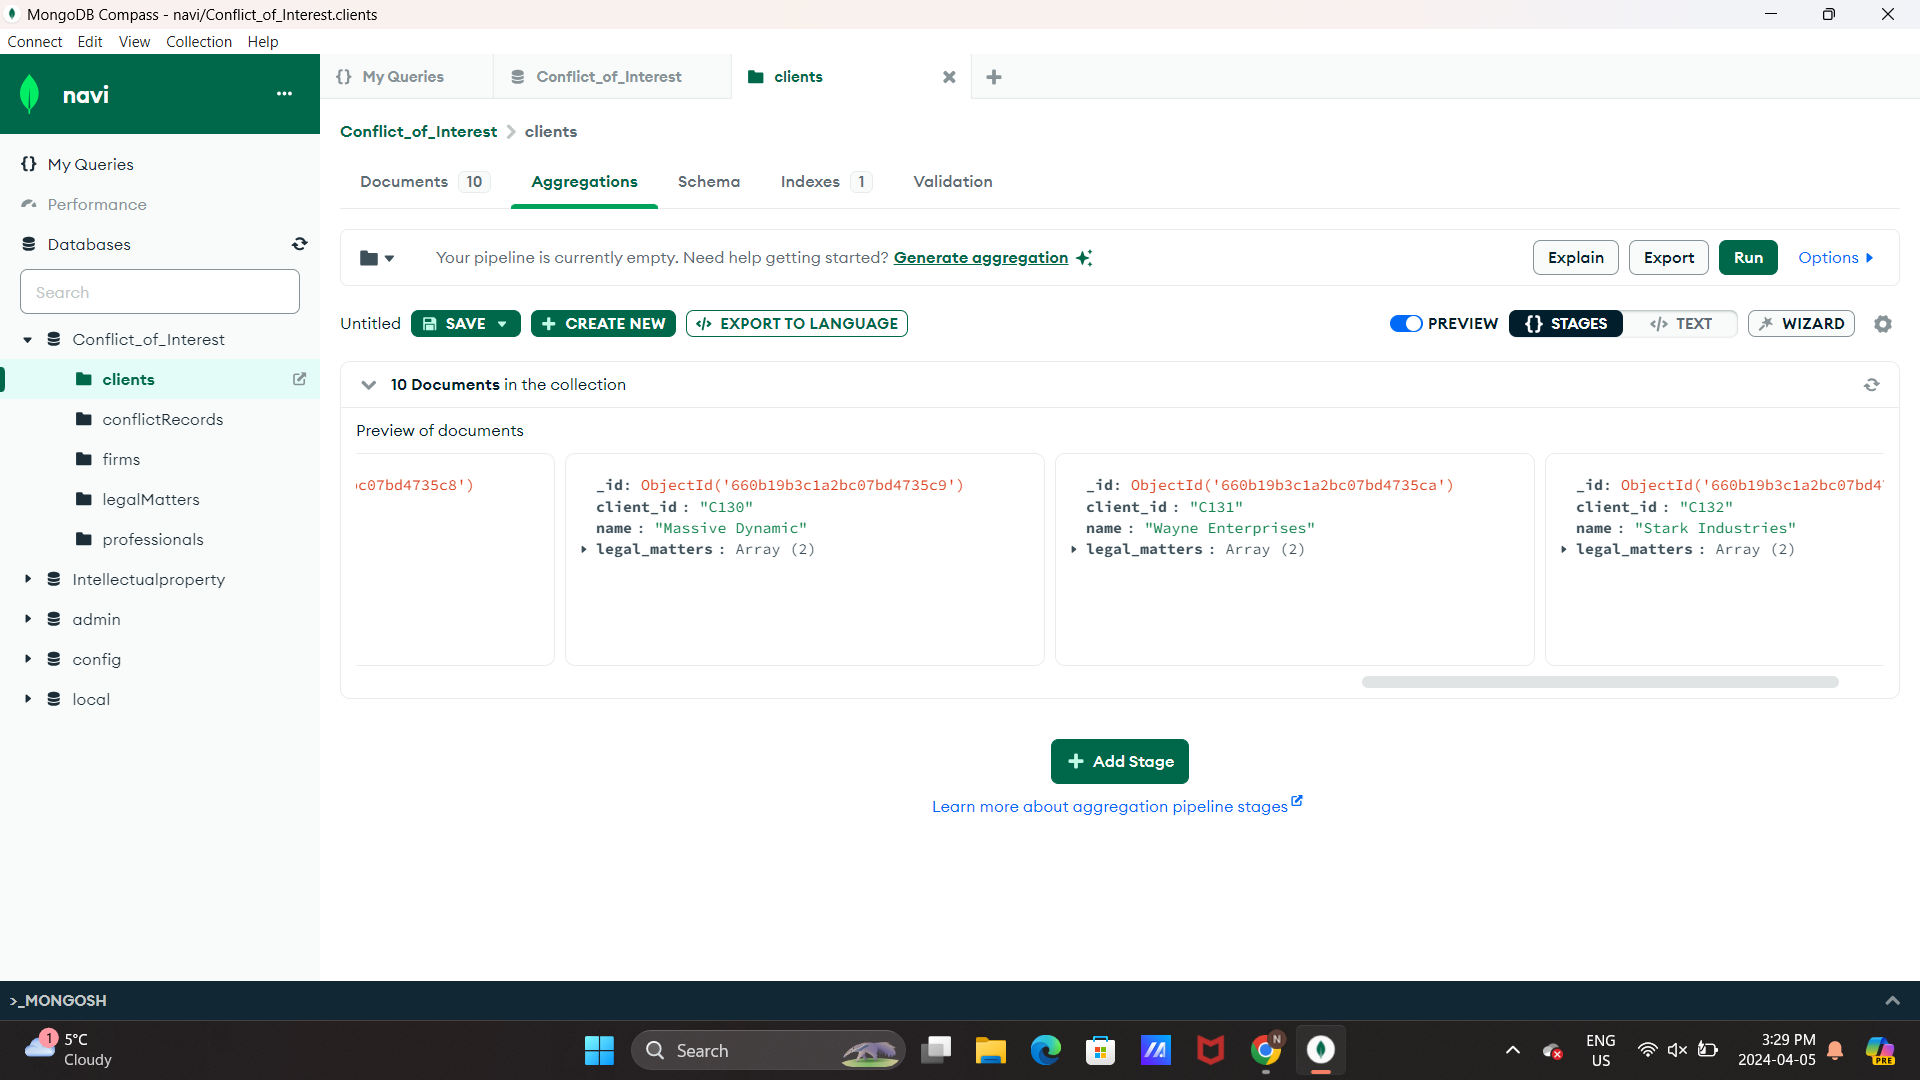 MongoDB Compass - navi/Conflict_of_Interest.clients
Connect Edit View Collection Help
navi
My Queries
Performance
Databases
Search
Conflict_of_Interest
clients
conflictRecords
firms
legalMatters
professionals
Intellectualproperty
admin
config
local
My Queries Conflict_of_Interest clients
Conflict_of_Interest > clients
Documents 10 Aggregations Schema Indexes 1 Validation
Your pipeline is currently empty. Need help getting started? Generate aggregation Explain Export Run Options
Untitled SAVE CREATE NEW </> EXPORT TO LANGUAGE PREVIEW {} STAGES </> TEXT WIZARD
10 Documents in the collection
Preview of documents
c07bd4735c8')
_id: ObjectId('660b19b3c1a2bc07bd4735c9')
client_id : "C130"
name : "Massive Dynamic"
legal_matters : Array (2)
_id: ObjectId('660b19b3c1a2bc07bd4735ca')
client_id : "C131"
name : "Wayne Enterprises"
legal_matters : Array (2)
_id: ObjectId('660b19b3c1a2bc07bd4
client_id : "C132"
name : "Stark Industries"
legal_matters : Array (2)
+ Add Stage
Learn more about aggregation pipeline stages
>_MONGOSH
1
5°C
Cloudy
Search
N
ENG
US
3:29 PM
2024-04-05
PRE